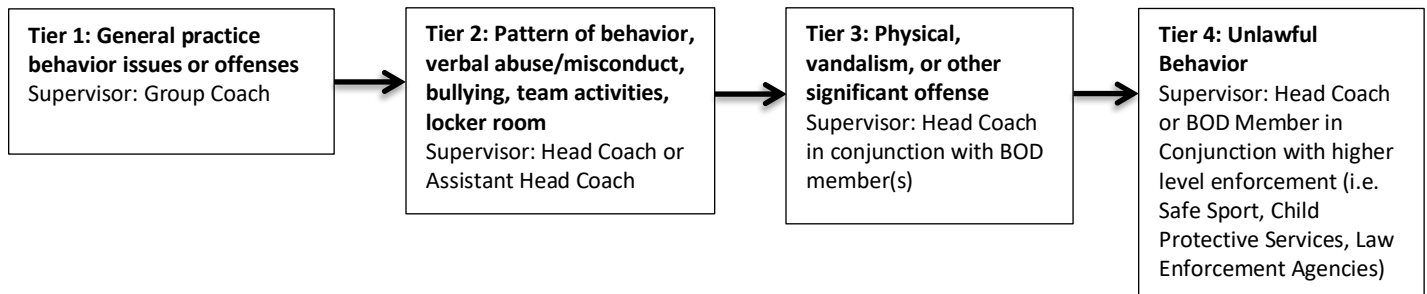 Tier 1: General practice
behavior issues or offenses
Supervisor: Group Coach
Tier 2: Pattern of behavior,
verbal abuse/misconduct,
bullying, team activities,
locker room
Supervisor: Head Coach or
Assistant Head Coach
Tier 3: Physical,
vandalism, or other
significant offense
Supervisor: Head Coach
in conjunction with BOD
member(s)
Tier 4: Unlawful
Behavior
Supervisor: Head Coach
or BOD Member in
Conjunction with higher
level enforcement (i.e.
Safe Sport, Child
Protective Services, Law
Enforcement Agencies)